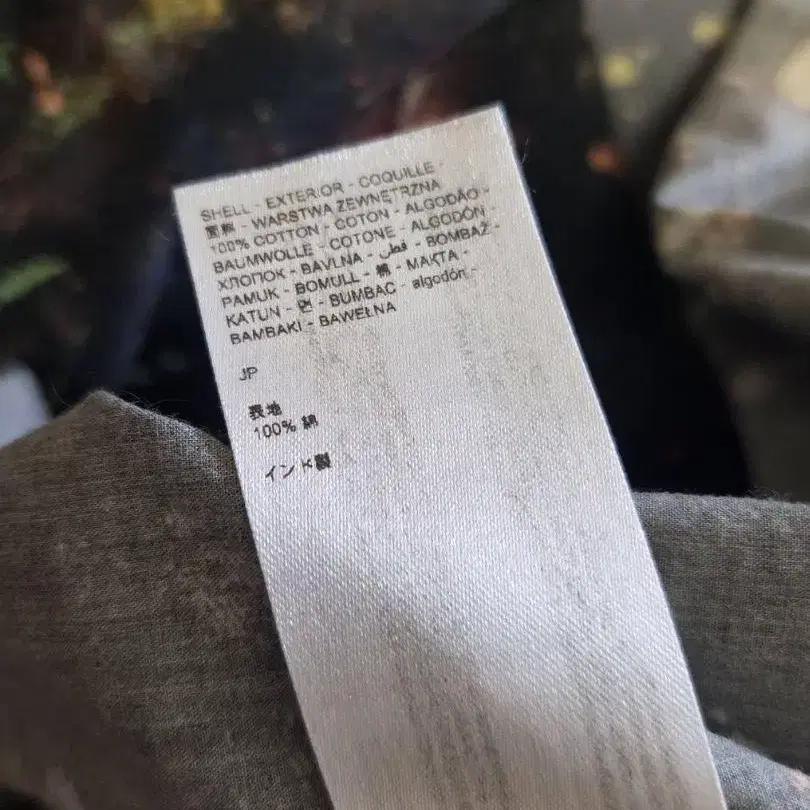 SHELL - EXTERIOR - COQUILLE -
面料 - WARSTWA ZEWNĘTRZNA
100% COTTON - COTON - ALGODÃO -
BAUMWOLLE - COTONE - ALGODÓN -
ХЛОПОК - BAVLNA - قطن - BOMBAŽ -
PAMUK - BOMULL - 棉 - MAKTA -
KATUN - 면 - BUMBAC - algodón -
BAMBAKI - BAWEŁNA
JP
表地
100% 綿
インド製